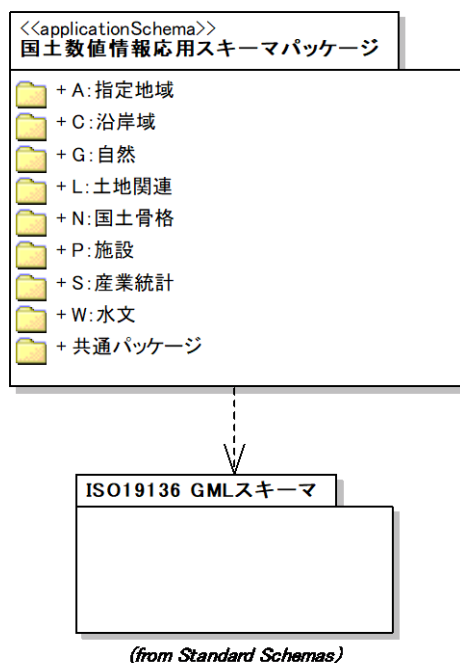 <<applicationSchema>>
国土数値情報応用スキーマパッケージ
+ A:指定地域
+ C:沿岸域
+ G:自然
+ L:土地関連
+ N:国土骨格
+ P:施設
+ S:産業統計
+ W:水文
+ 共通パッケージ
ISO19136 GMLスキーマ
(from Standard Schemas)